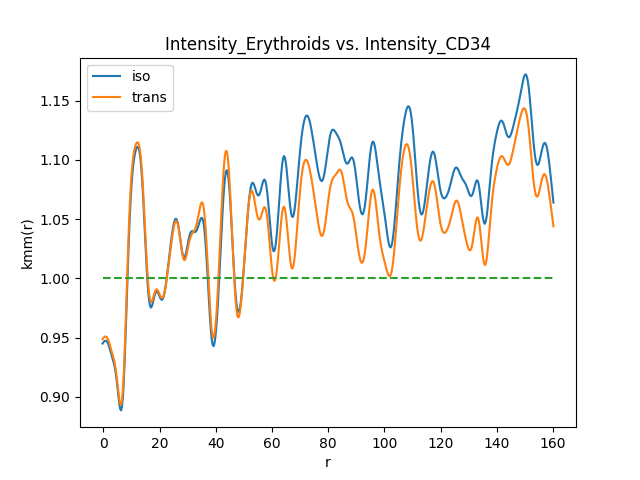 Intensity_Erythroids vs. Intensity_CD34
iso
trans
kmm(r)
1.15
1.10
1.05
1.00
0.95
0.90
0 20 40 60 80 100 120 140 160
r